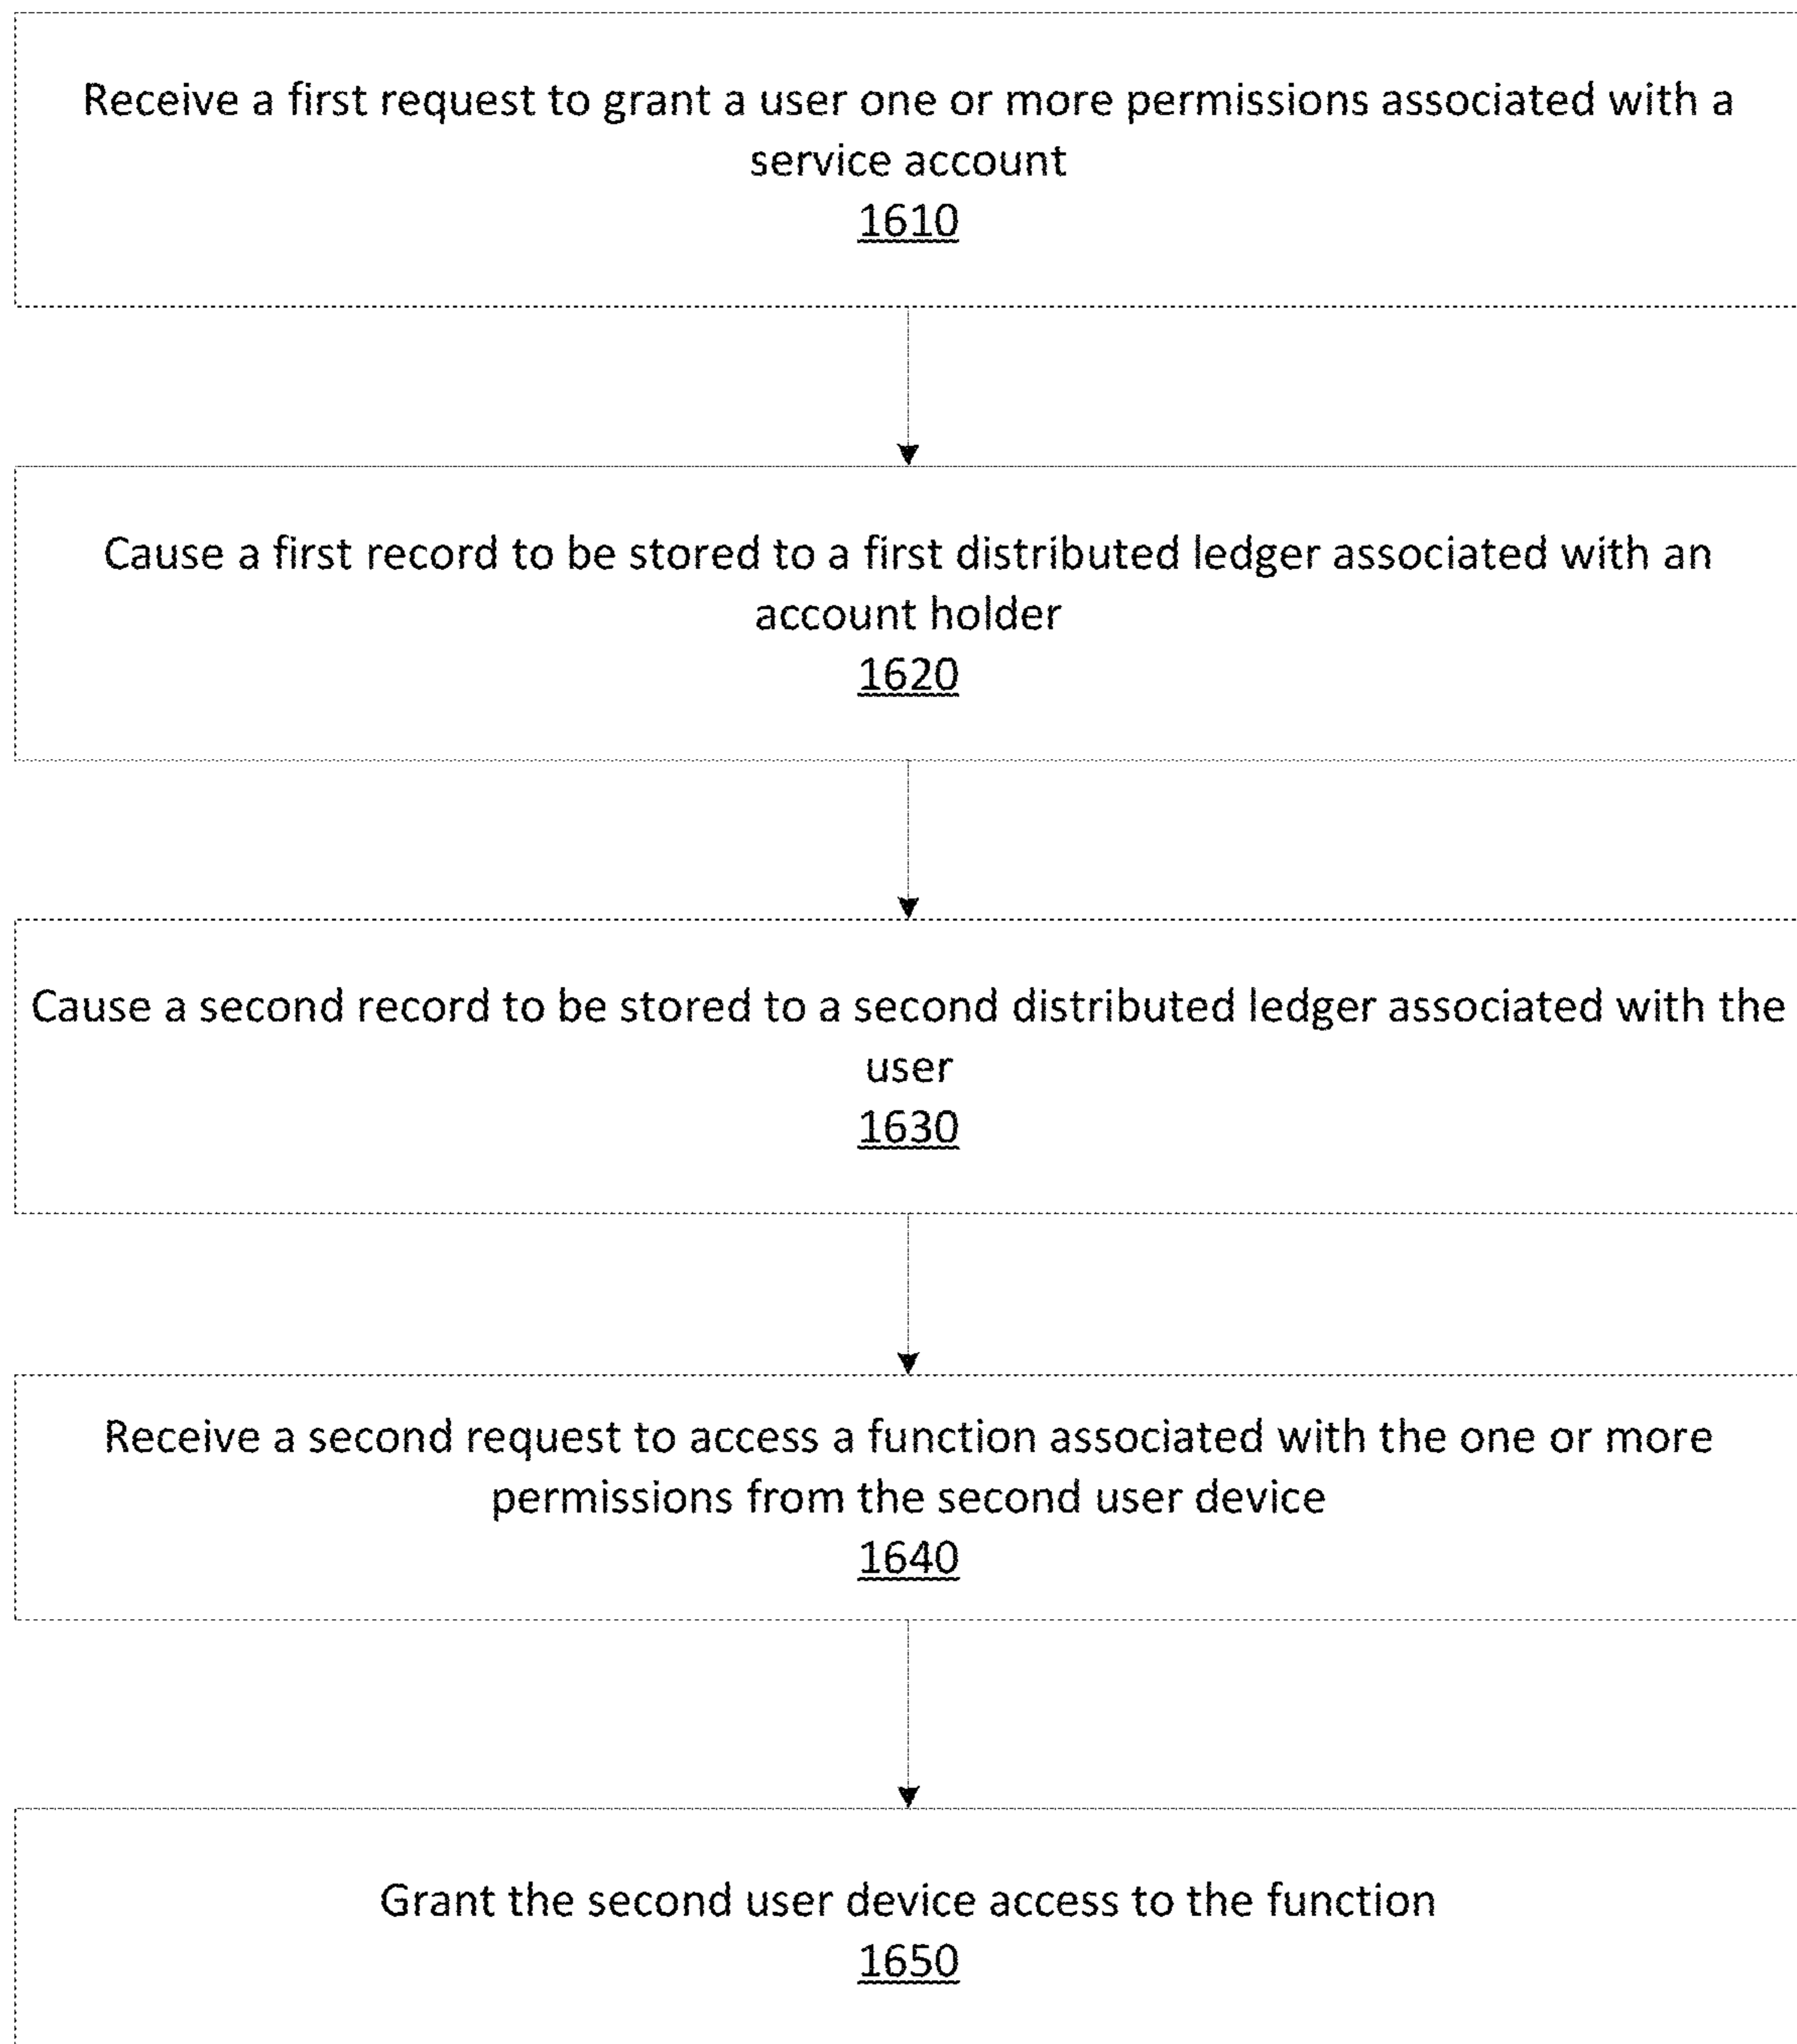 Receive a first request to grant a user one or more permissions associated with a
service account
1610
Cause a first record to be stored to a first distributed ledger associated with an
account holder
1620
Cause a second record to be stored to a second distributed ledger associated with the
user
1630
Receive a second request to access a function associated with the one or more
permissions from the second user device
1640
Grant the second user device access to the function
1650